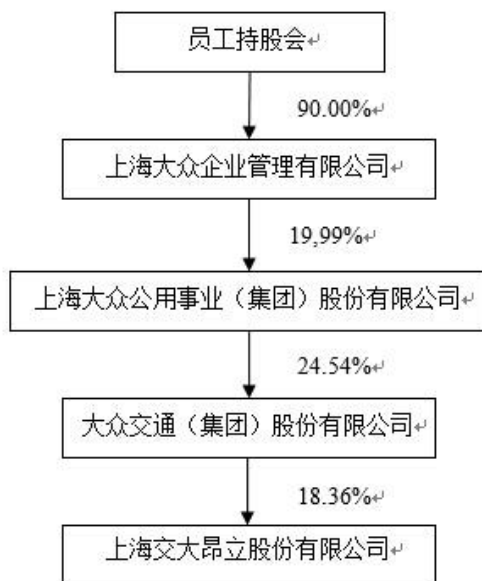 员工持股会↵
90.00%↵
上海大众企业管理有限公司↵
19,99%↵
上海大众公用事业（集团）股份有限公司↵
24.54%↵
大众交通（集团）股份有限公司↵
18.36%↵
上海交大昂立股份有限公司↵